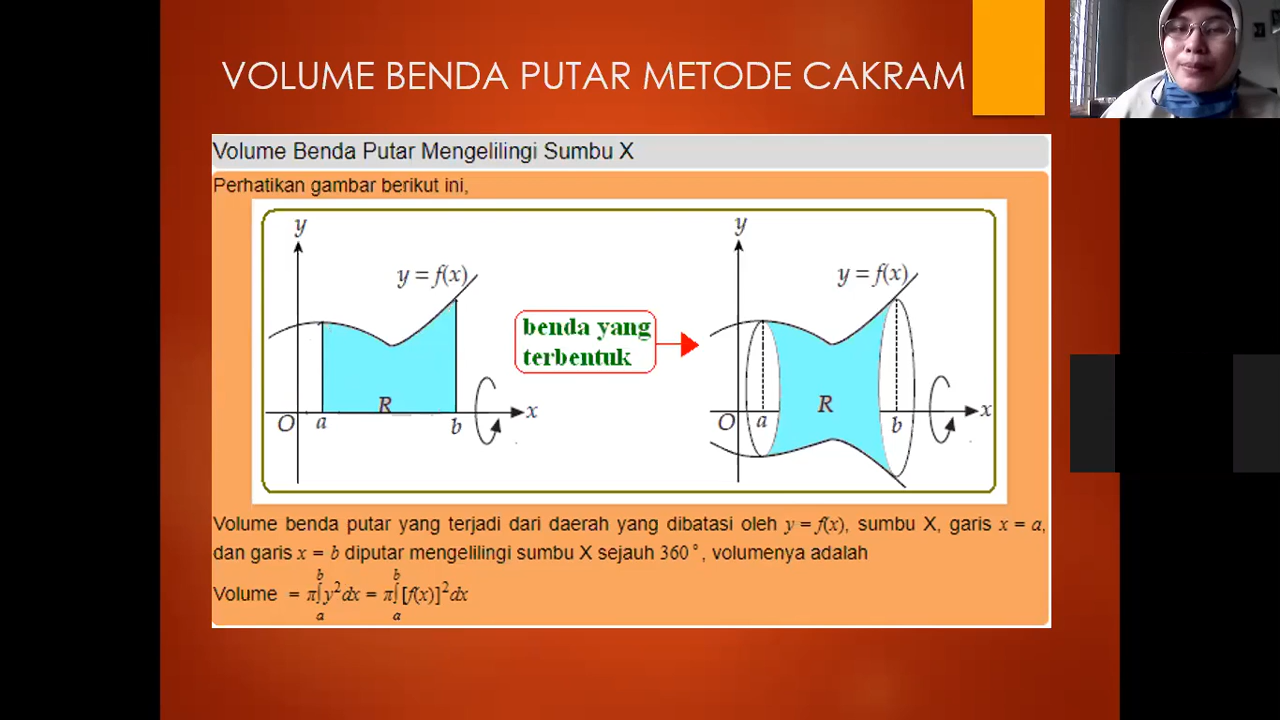 VOLUME BENDA PUTAR METODE CAKRAM
Volume Benda Putar Mengelilingi Sumbu X
Perhatikan gambar berikut ini,
y
y = f(x)
R
O
a
b
x
benda yang
terbentuk
y
y = f(x)
R
O
a
b
x
Volume benda putar yang terjadi dari daerah yang dibatasi oleh y = f(x), sumbu X, garis x = a,
dan garis x = b diputar mengelilingi sumbu X sejauh 360°, volumenya adalah
Volume = π∫_a^b y²dx = π∫_a^b [f(x)]²dx